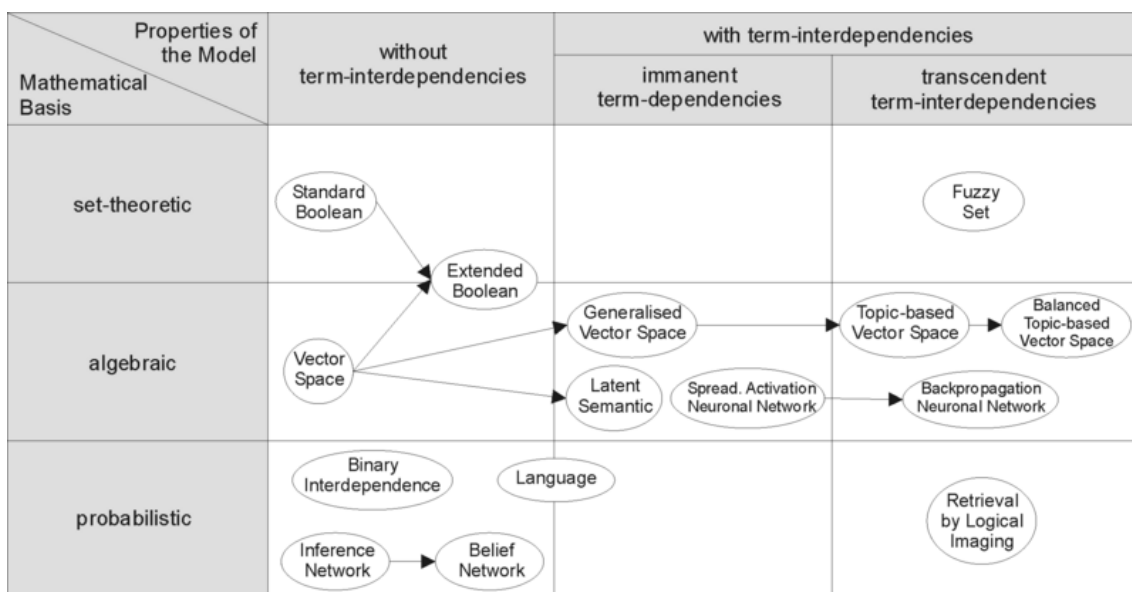 Properties of
the Model
Mathematical
Basis
without
term-interdependencies
with term-interdependencies
immanent
term-dependencies
transcendent
term-interdependencies
set-theoretic
Standard
Boolean
Fuzzy
Set
Extended
Boolean
algebraic
Vector
Space
Generalised
Vector Space
Topic-based
Vector Space
Balanced
Topic-based
Vector Space
Latent
Semantic
Spread. Activation
Neuronal Network
Backpropagation
Neuronal Network
probabilistic
Binary
Interdependence
Language
Retrieval
by Logical
Imaging
Inference
Network
Belief
Network